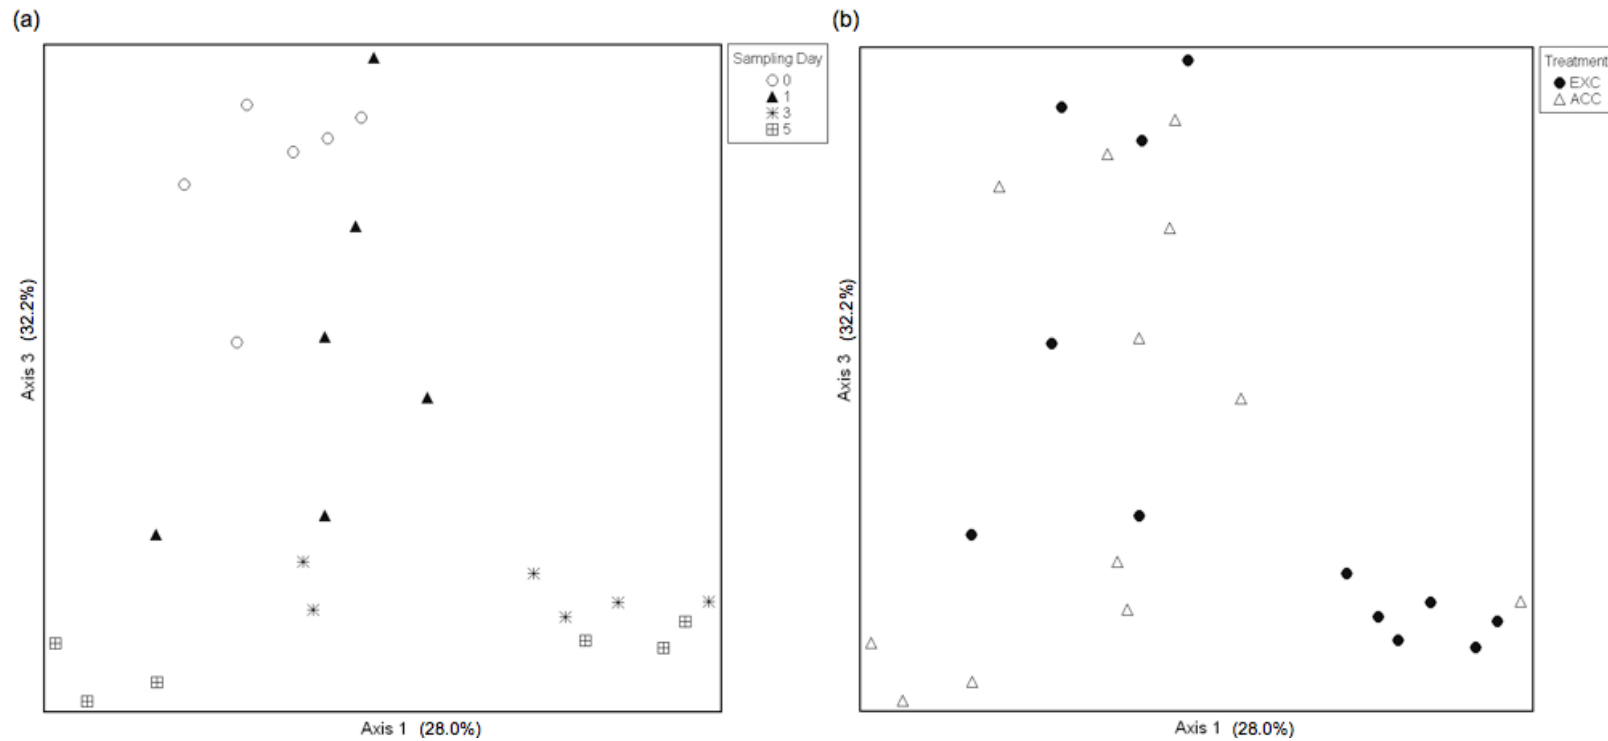 (a)
Sampling Day
0
1
3
5
Axis 3 (32.2%)
Axis 1 (28.0%)
(b)
Treatment
EXC
ACC
Axis 3 (32.2%)
Axis 1 (28.0%)